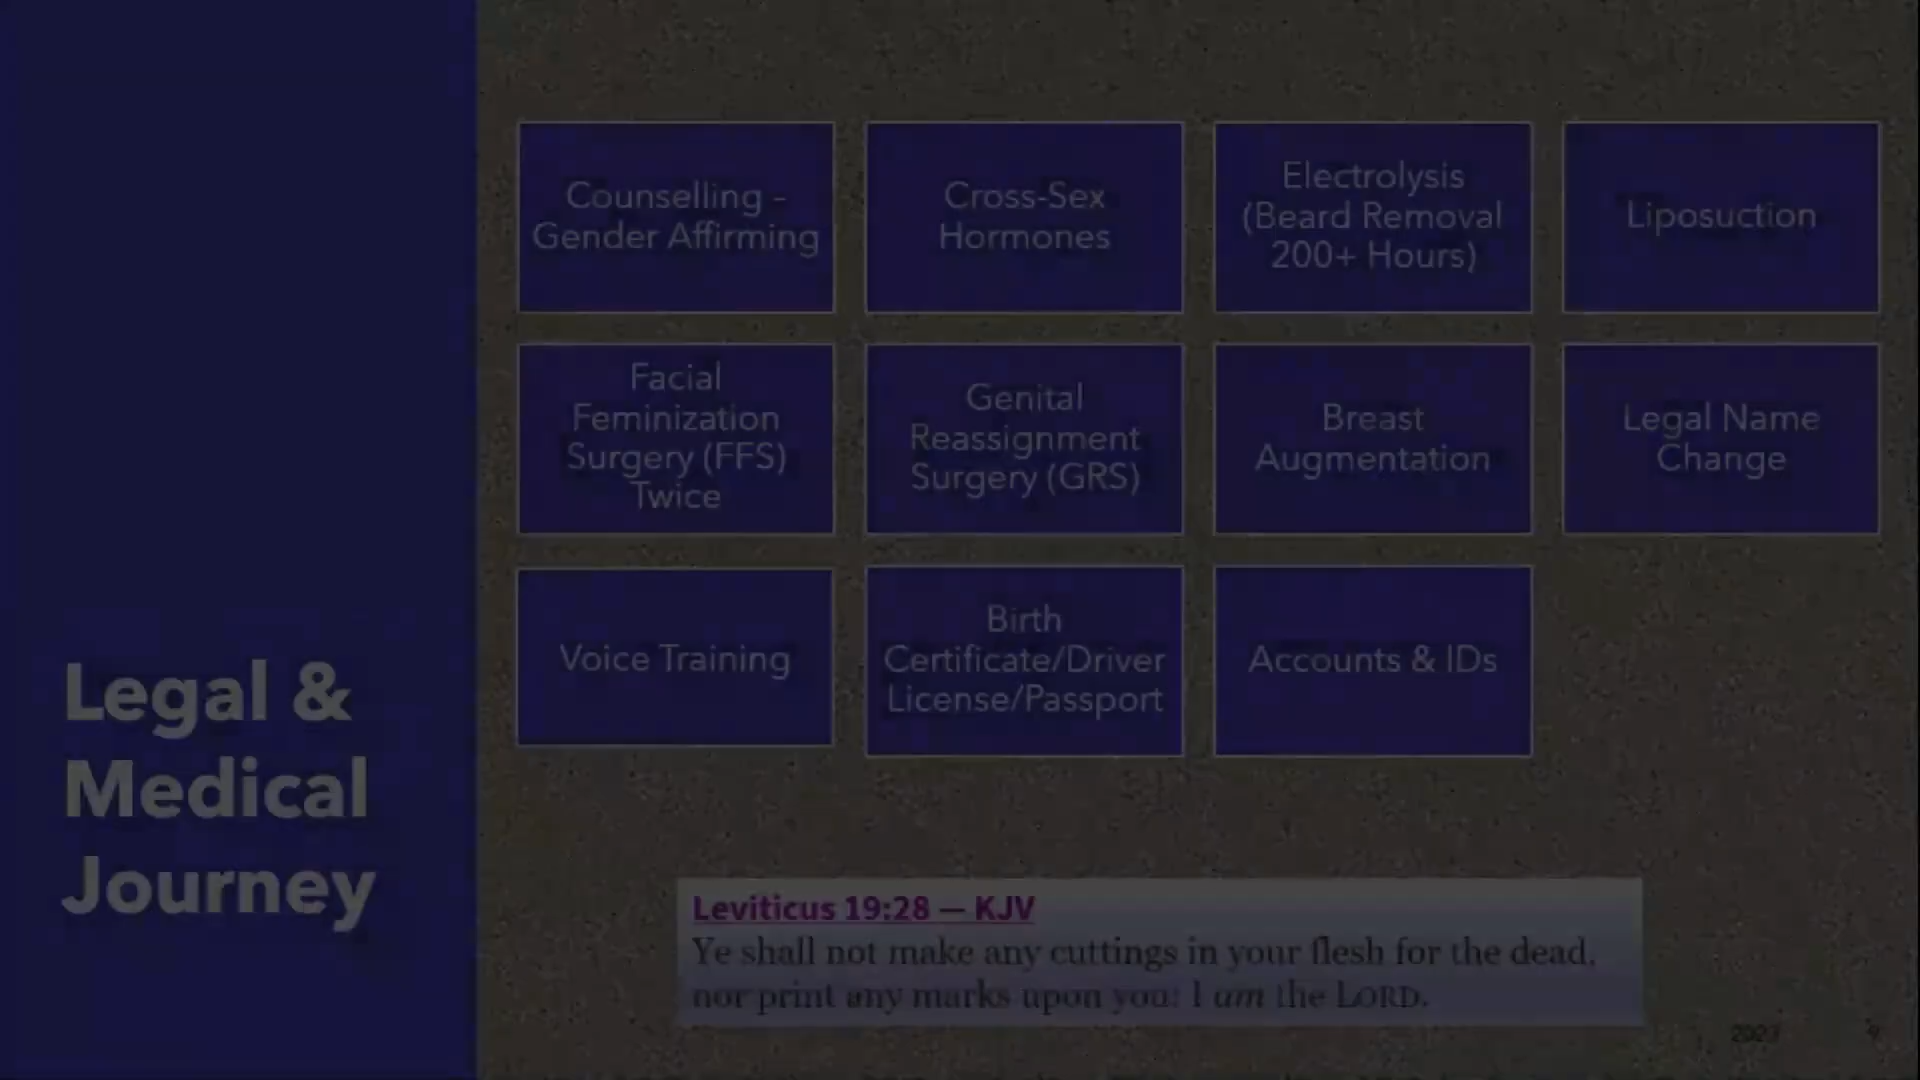 Legal &
Medical
Journey
Counselling -
Gender Affirming
Cross-Sex
Hormones
Electrolysis
(Beard Removal
200+ Hours)
Liposuction
Facial
Feminization
Surgery (FFS)
Twice
Genital
Reassignment
Surgery (GRS)
Breast
Augmentation
Legal Name
Change
Voice Training
Birth
Certificate/Driver
License/Passport
Accounts & IDs
Leviticus 19:28 — KJV
Ye shall not make any cuttings in your flesh for the dead,
nor print any marks upon you: I am the LORD.
9